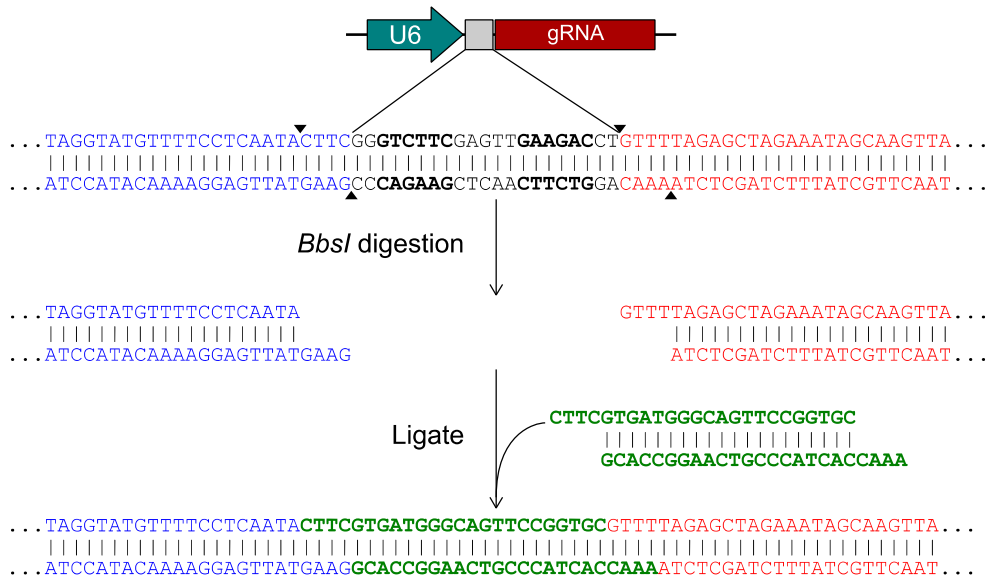 U6 gRNA
...TAGGTATGTTTTCCTCAATACTTCGGGTCTTCGAGTTGAAGACCTGTTTTAGAGCTAGAAATAGCAAGTTA...
...ATCCATACAAAAGGAGTTATGAAGCCCAGAAGCTCAACTTCTGGACAAAATCTCGATCTTTATCGTTCAAT...
BbsI digestion
...TAGGTATGTTTTCCTCAATA GTTTTAGAGCTAGAAATAGCAAGTTA...
...ATCCATACAAAAGGAGTTATGAAG ATCTCGATCTTTATCGTTCAAT...
CTTCGTGATGGGCAGTTCCGGTGC
Ligate
GCACCGGAACTGCCCATCACCAAA
...TAGGTATGTTTTCCTCAATACTTCGTGATGGGCAGTTCCGGTGCGTTTTAGAGCTAGAAATAGCAAGTTA...
...ATCCATACAAAAGGAGTTATGAAGGCACCGGAACTGCCCATCACCAAAATCTCGATCTTTATCGTTCAAT...